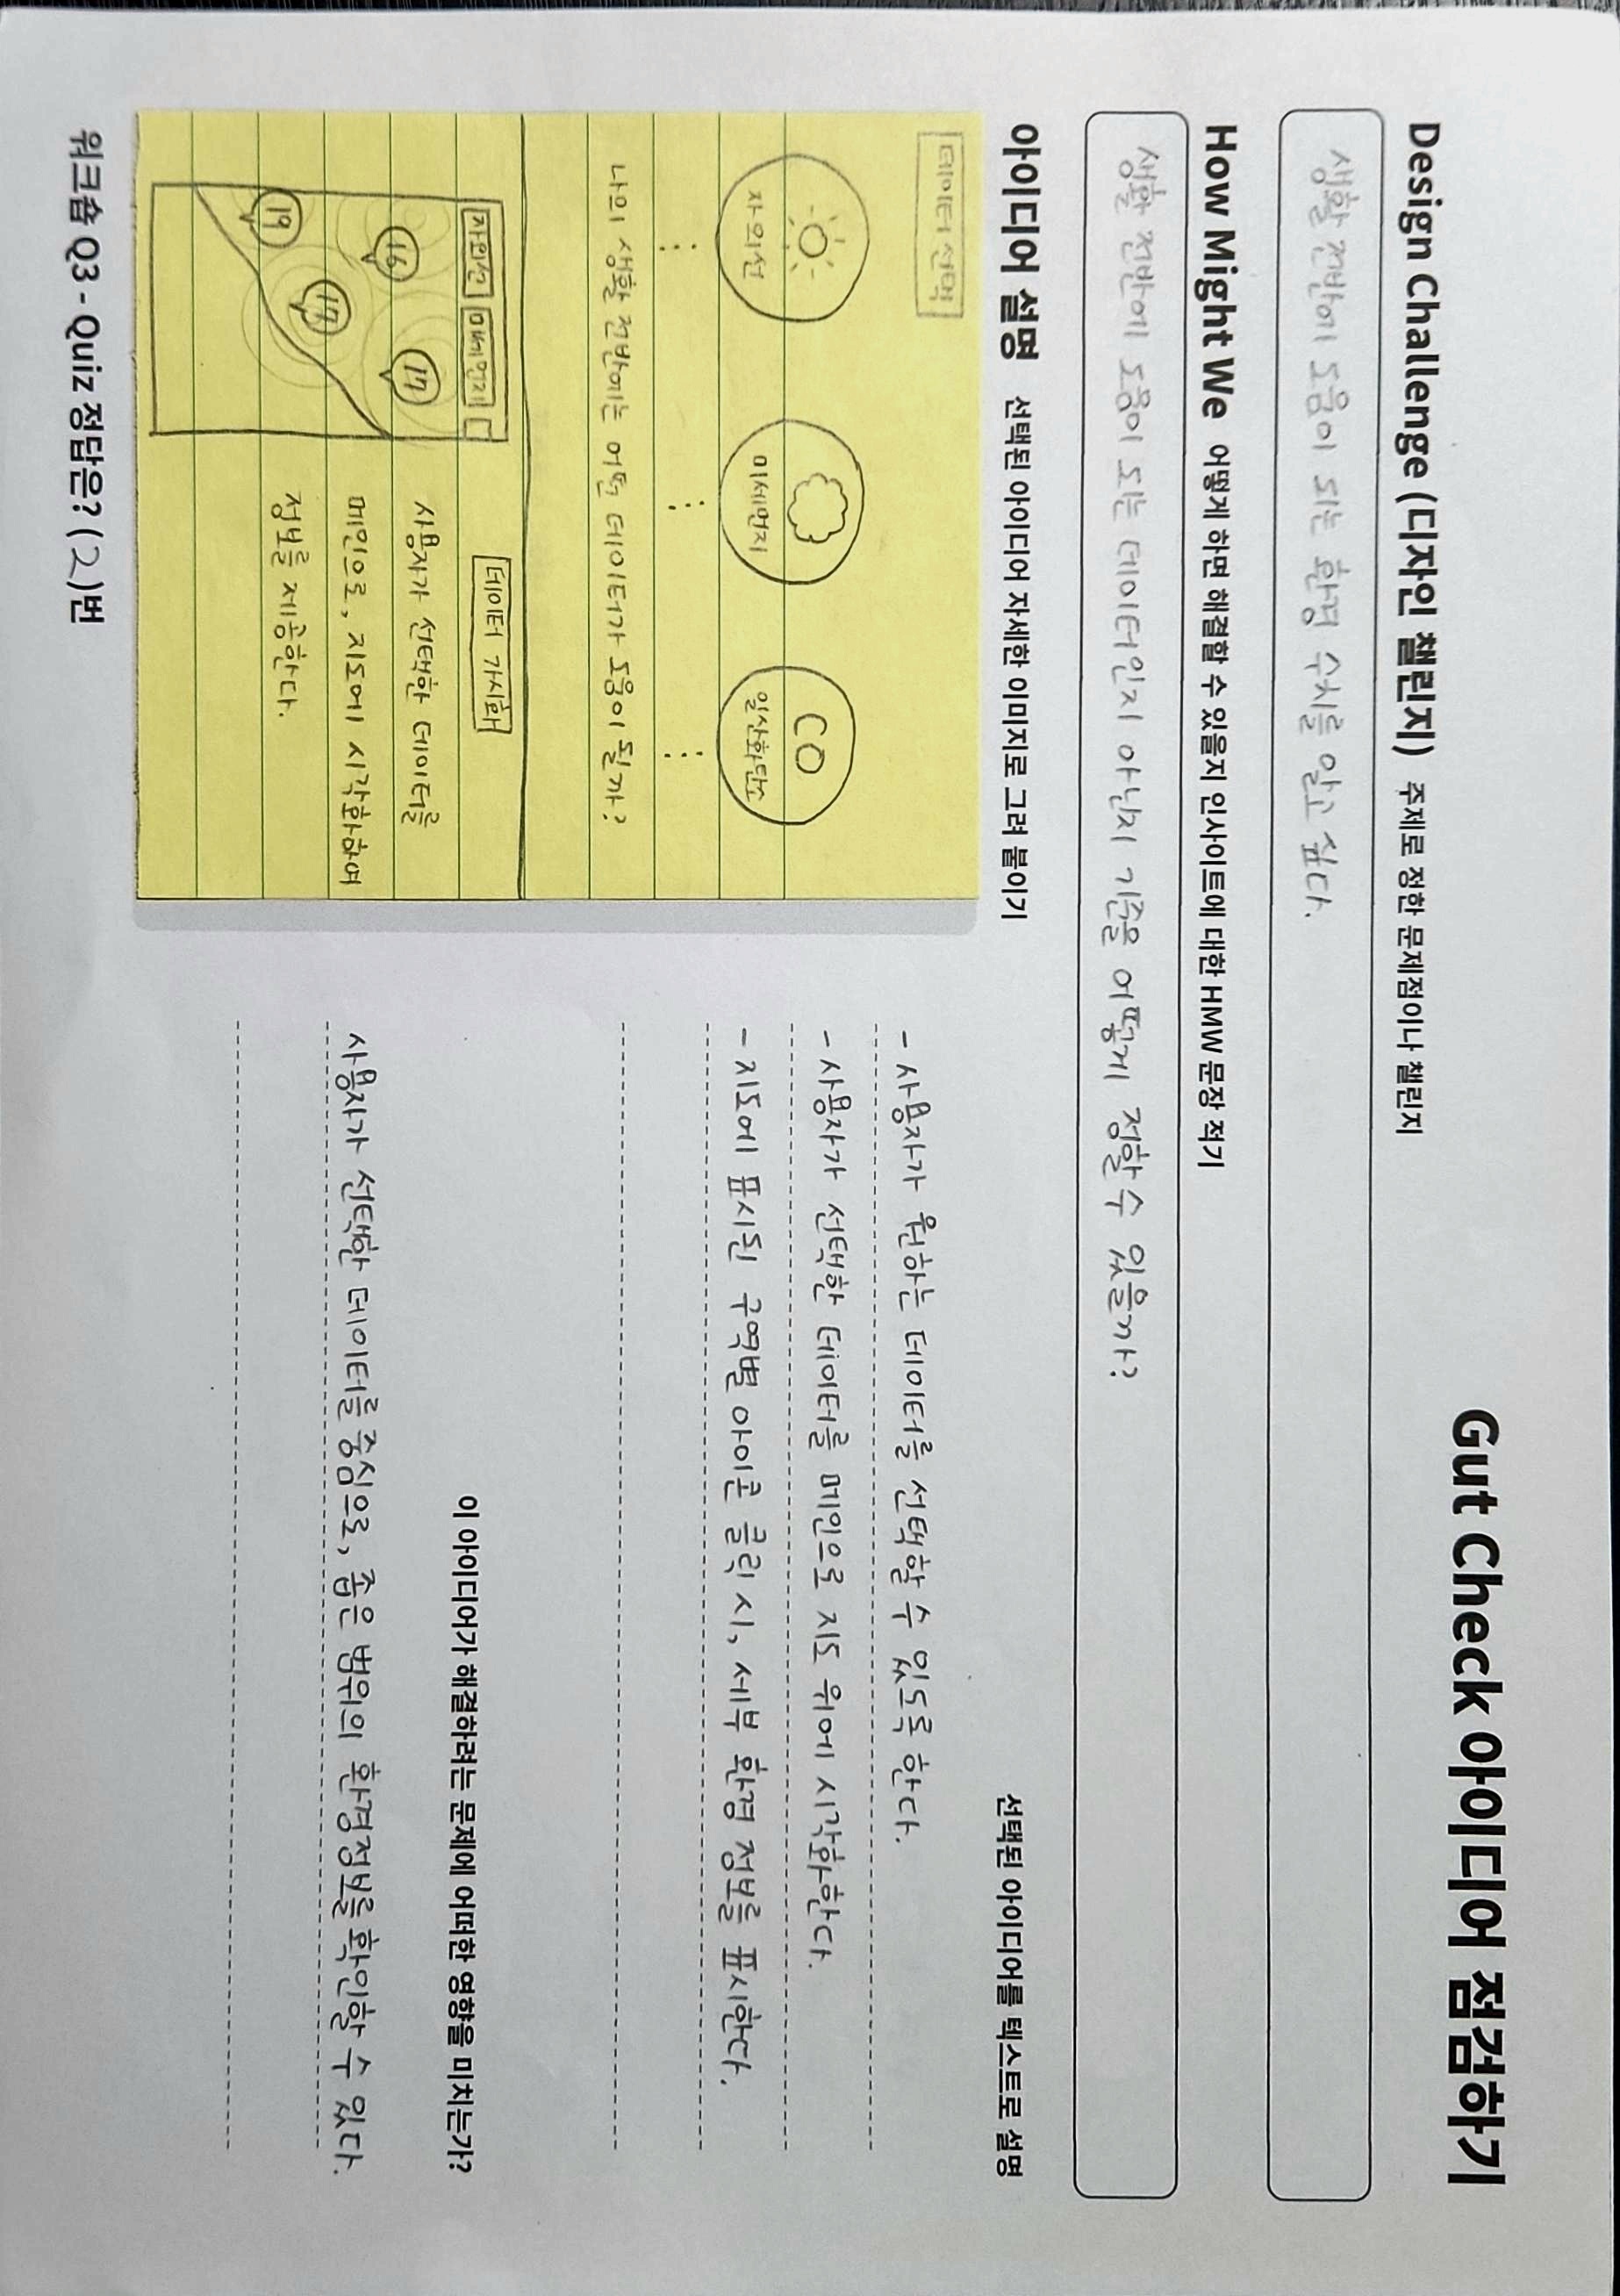 Gut Check 아이디어 점검하기
Design Challenge (디자인 챌린지) 주제로 정한 문제점이나 챌린지
생활 전반에 도움이 되는 환경 수치를 알고 싶다.
How Might We 어떻게 하면 해결할 수 있을지 인사이트에 대한 HMW 문장 적기
생활 전반에 도움이 되는 데이터인지 아닌지 기준을 어떻게 정할 수 있을까?
아이디어 설명 선택된 아이디어 자세한 이미지로 그려 붙이기
데이터 선택
자외선
미세먼지
CO
일산화탄소
나의 생활 전반에는 어떤 데이터가 도움이 될까?
자외선 미세먼지
16
17
17
19
데이터 가시화
사용자가 선택한 데이터를
메인으로, 지도에 시각화하여
정보를 제공한다.
선택된 아이디어를 텍스트로 설명
- 사용자가 원하는 데이터를 선택할 수 있도록 한다.
- 사용자가 선택한 데이터를 메인으로 지도 위에 시각화한다.
- 지도에 표시된 구역별 아이콘 클릭 시, 세부 환경 정보를 표시한다.
이 아이디어가 해결하려는 문제에 어떠한 영향을 미치는가?
사용자가 선택한 데이터를 중심으로, 좁은 범위의 환경정보를 확인할 수 있다.
워크숍 Q3 - Quiz 정답은? ( 2 )번